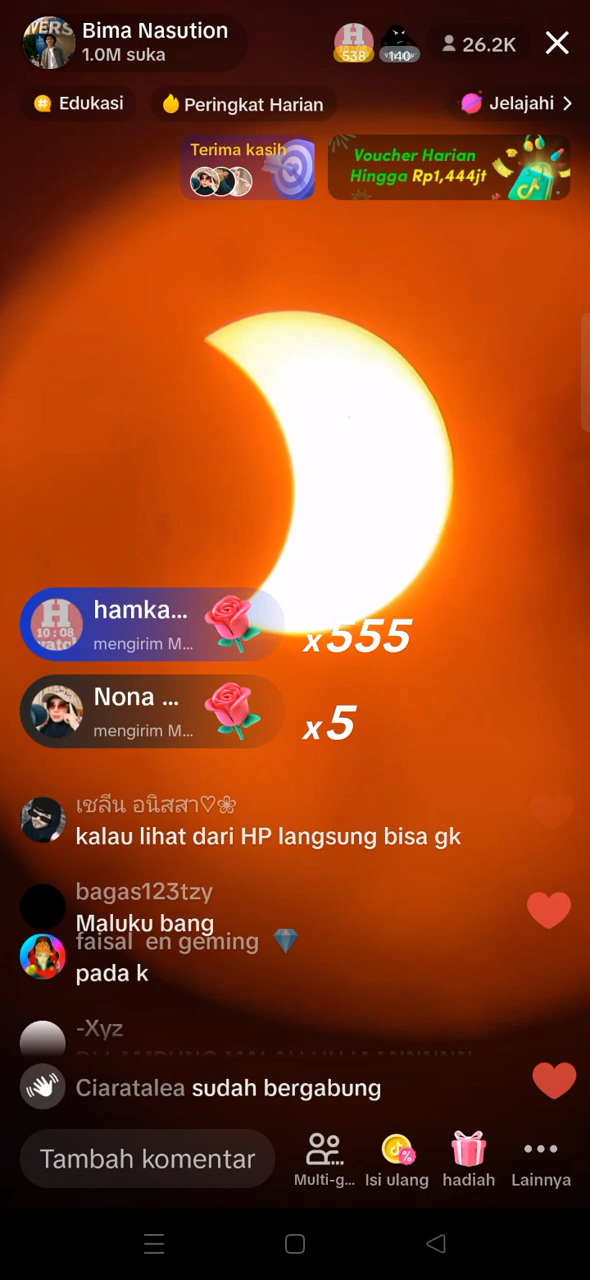 Bima Nasution
1.0M suka
538
140
26.2K
Edukasi
Peringkat Harian
Jelajahi
Terima kasih
Voucher Harian
Hingga Rp1,444jt
hamka...
mengirim M...
x555
Nona ...
mengirim M...
x5
เชลีน อนิสสา♡❀
kalau lihat dari HP langsung bisa gk
bagas123tzy
Maluku bang
faisal en geming 💎
pada k
-Xyz
Ciaratalea sudah bergabung
Tambah komentar
Multi-g...
Isi ulang
hadiah
Lainnya